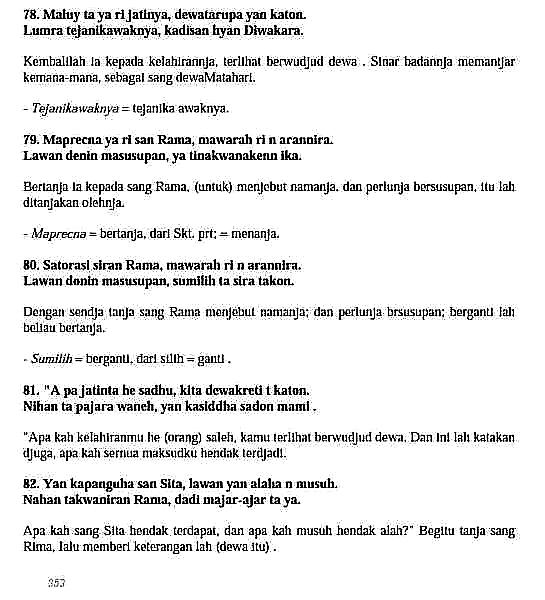 78. Maluy ta ya ri jatinya, dewatarupa yan katon.
Lumra tejanikawaknya, kadisan hyan Diwakara.
Kembalilah ia kepada kelahirannja, terlihat berwudjud dewa . Sinar badannja memantjar
kemana-mana, sebagai sang dewaMatahari.
- Tejanikawaknya = tejanika awaknya.
79. Maprecna ya ri san Rama, mawarah ri n arannira.
Lawan denin masusupan, ya tinakwanakenn ika.
Bertanja ia kepada sang Rama, (untuk) menjebut namanja, dan perlunja bersusupan, itu lah
ditanjakan olehnja.
- Maprecna = bertanja, dari Skt. prt; = menanja.
80. Satorasi siran Rama, mawarah ri n arannira.
Lawan denin masusupan, sumilih ta sira takon.
Dengan sendja tanja sang Rama menjebut namanja; dan perlunja brsusupan; berganti lah
beliau bertanja.
- Sumilih = berganti, dari silih = ganti .
81. "A pa jatinta he sadhu, kita dewakreti t katon.
Nihan ta pajara waneh, yan kasiddha sadon mami .
"Apa kah kelahiranmu he (orang) saleh, kamu terlihat berwudjud dewa. Dan ini lah katakan
djuga, apa kah semua maksudku hendak terdjadi.
82. Yan kapanguha san Sita, lawan yan alaha n musuh.
Nahan takwaniran Rama, dadi majar-ajar ta ya.
Apa kah sang Sita hendak terdapat, dan apa kah musuh hendak alah?" Begitu tanja sang
Rima, lalu memberi keterangan lah (dewa itu) .
353